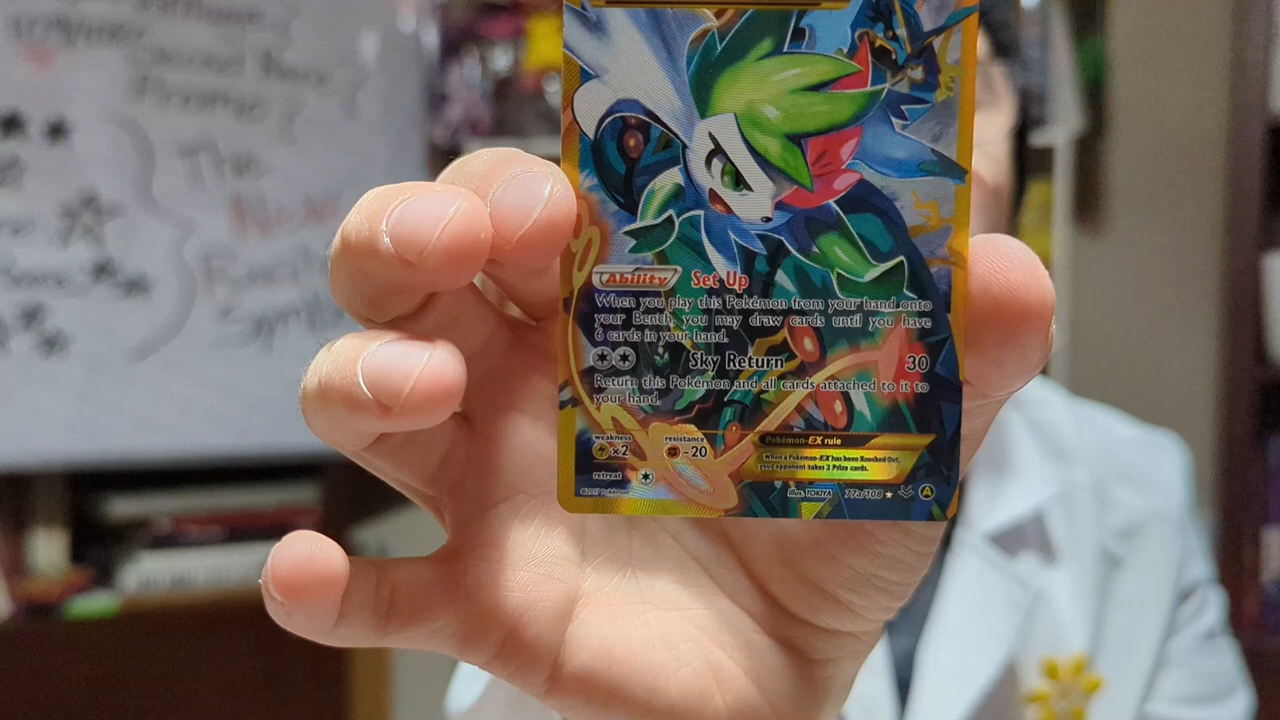 The
Ability Set Up
When you play this Pokémon from your hand onto
your Bench, you may draw cards until you have
6 cards in your hand.
Sky Return 30
Return this Pokémon and all cards attached to it to
your hand.
weakness resistance
×2 -20
retreat
Pokémon-EX rule
When a Pokémon-EX has been Knocked Out,
your opponent takes 2 Prize cards.
©2017 Pokémon
Illus. TOKIYA 77a/108 ★ A